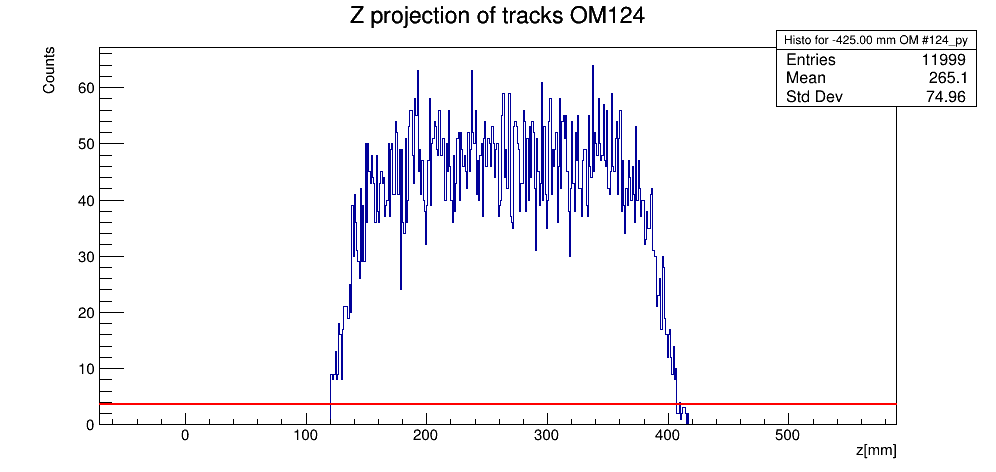 Z projection of tracks OM124
Histo for -425.00 mm OM #124_py
Entries 11999
Mean 265.1
Std Dev 74.96
Counts
60
50
40
30
20
10
0
0 100 200 300 400 500
z[mm]